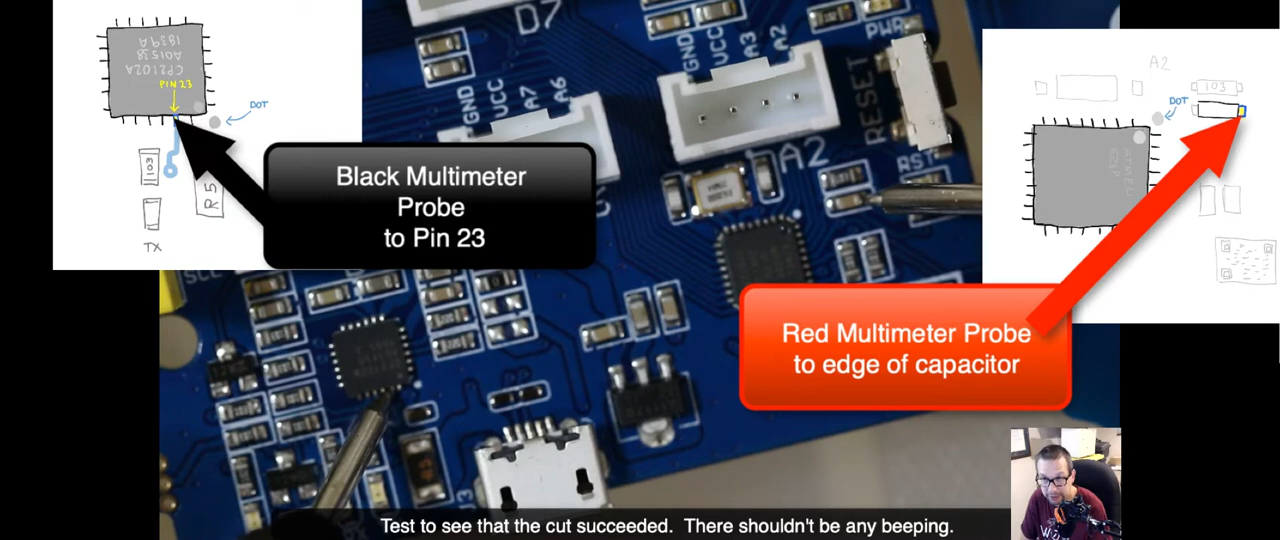 1839A
A01538
CP2102A
PIN 23
DOT
103
R5
TX
Black Multimeter
Probe
to Pin 23
D7
GND
VCC
A7
A6
GND
VCC
A3
A2
PWR
RESET
RST
A2
A2
103
DOT
Red Multimeter Probe
to edge of capacitor
Test to see that the cut succeeded.  There shouldn't be any beeping.